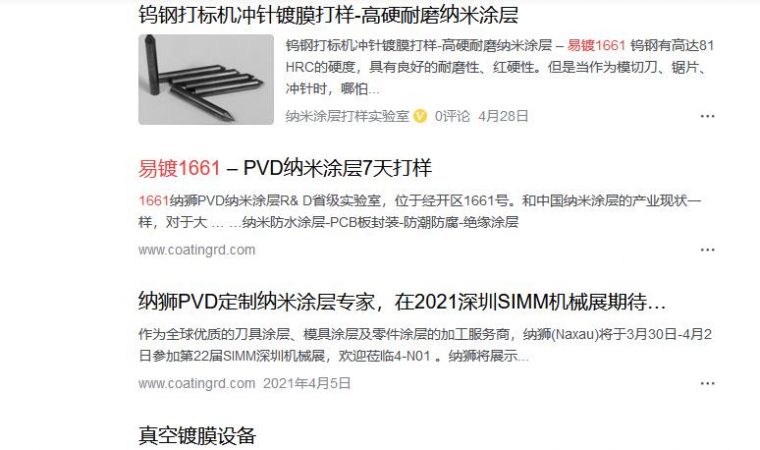 钨钢打标机冲针镀膜打样-高硬耐磨纳米涂层
钨钢打标机冲针镀膜打样-高硬耐磨纳米涂层 – 易镀1661 钨钢有高达81
HRC的硬度，具有良好的耐磨性、红硬性。但是当作为模切刀、锯片、
冲针时，哪怕...
纳米涂层打样实验室 V 0评论 4月28日 ...
易镀1661 – PVD纳米涂层7天打样
1661纳狮PVD纳米涂层R& D省级实验室，位于经开区1661号。和中国纳米涂层的产业现状一
样，对于大 … …纳米防水涂层-PCB板封装-防潮防腐-绝缘涂层
www.coatingrd.com ...
纳狮PVD定制纳米涂层专家，在2021深圳SIMM机械展期待…
作为全球优质的刀具涂层、模具涂层及零件涂层的加工服务商，纳狮(Naxau)将于3月30日-4月2
日参加第22届SIMM深圳机械展，欢迎莅临4-N01 。纳狮将展示...
www.coatingrd.com 2021年4月5日 ...
真空镀膜设备